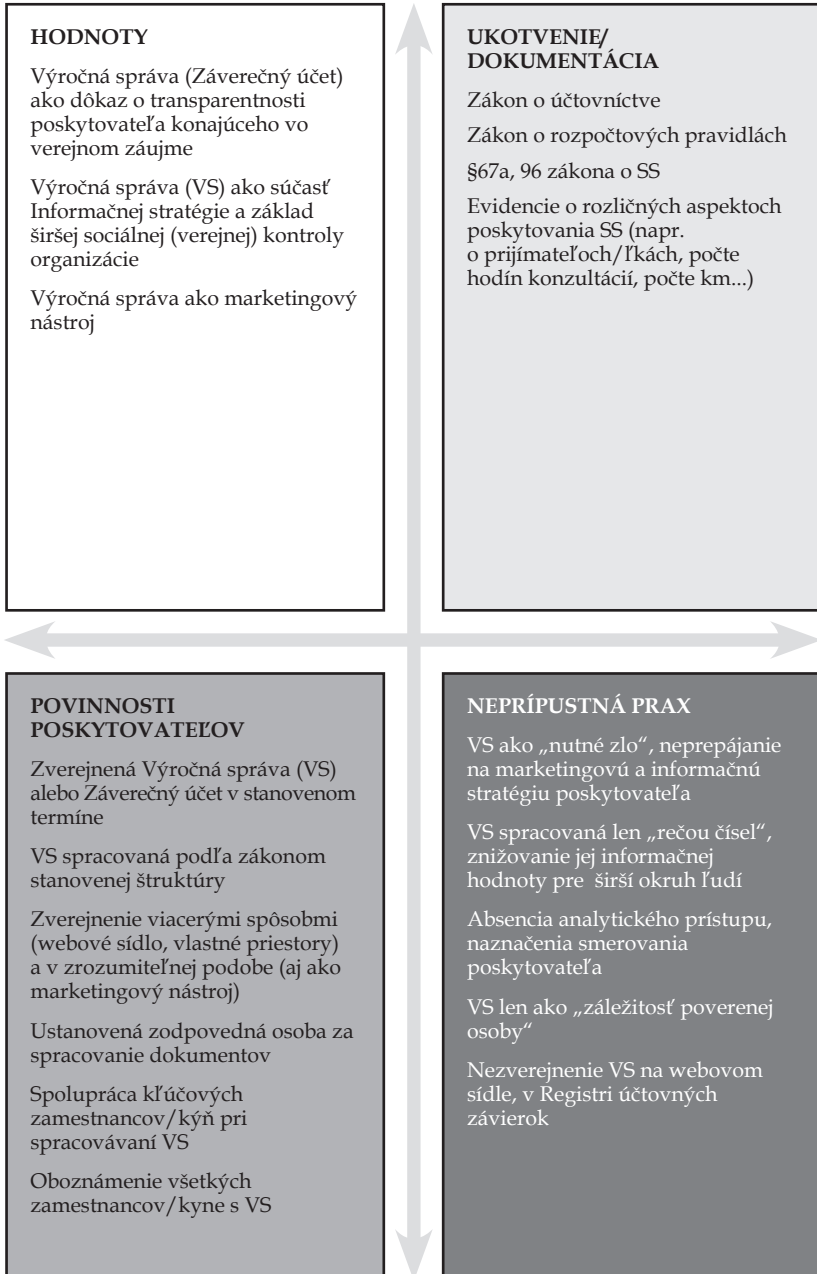 HODNOTY
Výročná správa (Záverečný účet)
ako dôkaz o transparentnosti
poskytovateľa konajúceho vo
verejnom záujme
Výročná správa (VS) ako súčasť
Informačnej stratégie a základ
širšej sociálnej (verejnej) kontroly
organizácie
Výročná správa ako marketingový
nástroj
UKOTVENIE/
DOKUMENTÁCIA
Zákon o účtovníctve
Zákon o rozpočtových pravidlách
§67a, 96 zákona o SS
Evidencie o rozličných aspektoch
poskytovania SS (napr.
o prijímateľoch/ľkách, počte
hodín konzultácií, počte km...)
POVINNOSTI
POSKYTOVATEĽOV
Zverejnená Výročná správa (VS)
alebo Záverečný účet v stanovenom
termíne
VS spracovaná podľa zákonom
stanovenej štruktúry
Zverejnenie viacerými spôsobmi
(webové sídlo, vlastné priestory)
a v zrozumiteľnej podobe (aj ako
marketingový nástroj)
Ustanovená zodpovedná osoba za
spracovanie dokumentov
Spolupráca kľúčových
zamestnancov/kýň pri
spracovávaní VS
Oboznámenie všetkých
zamestnancov/kyne s VS
NEPRÍPUSTNÁ PRAX
VS ako „nutné zlo“, neprepájanie
na marketingovú a informačnú
stratégiu poskytovateľa
VS spracovaná len „rečou čísel“,
znižovanie jej informačnej
hodnoty pre širší okruh ľudí
Absencia analytického prístupu,
naznačenia smerovania
poskytovateľa
VS len ako „záležitosť poverenej
osoby“
Nezverejnenie VS na webovom
sídle, v Registri účtovných
závierok